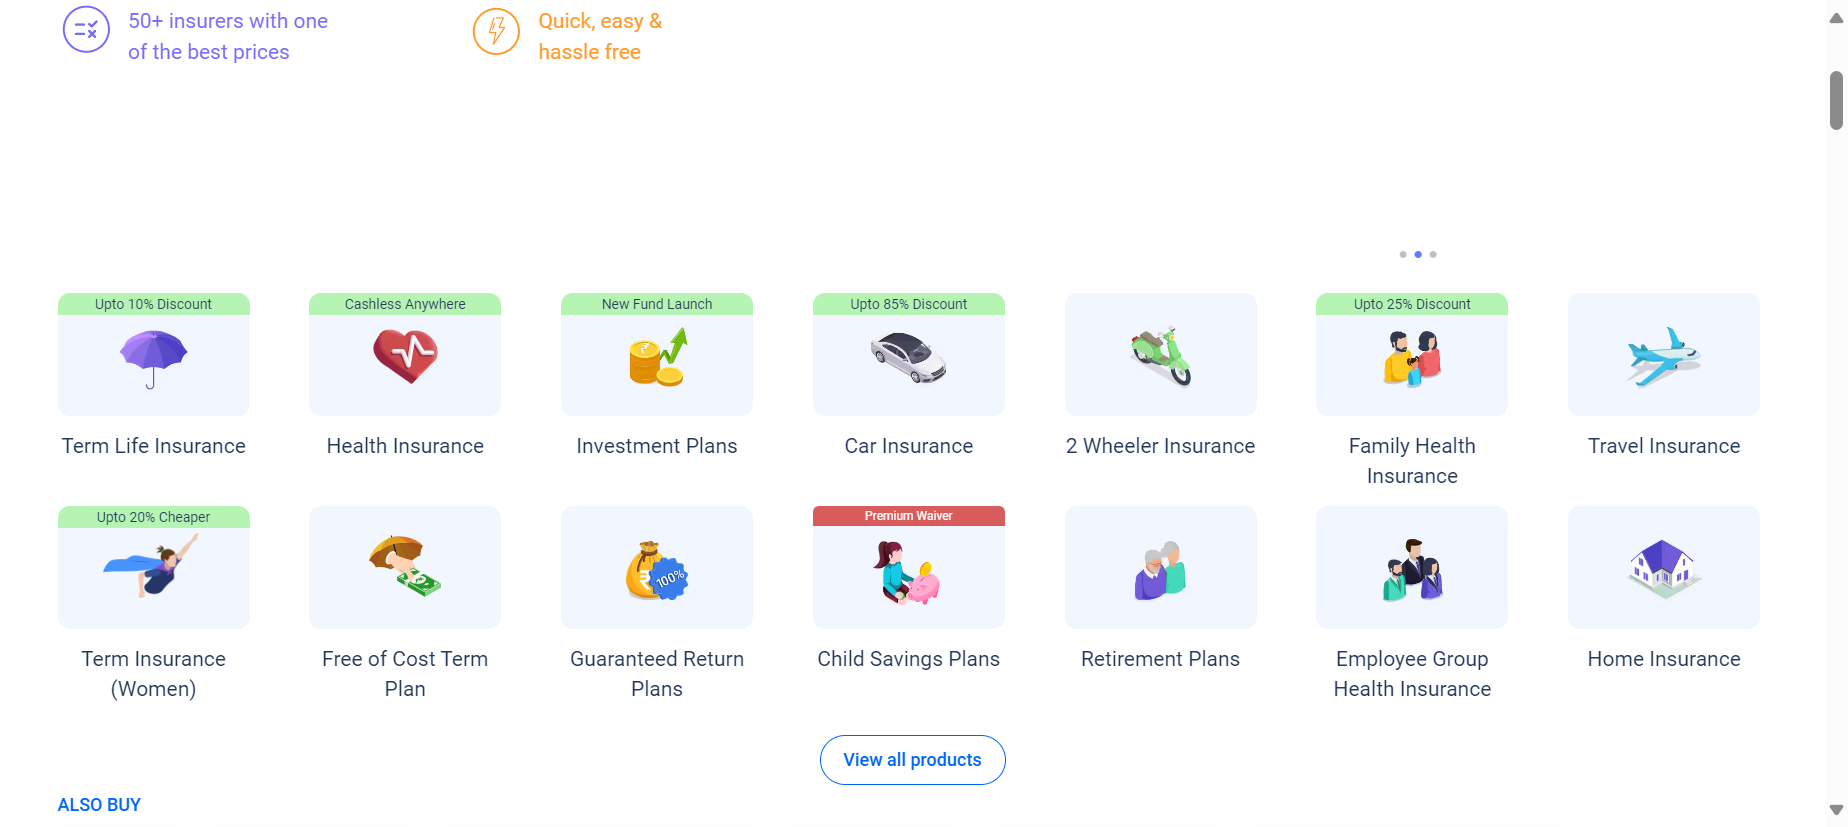 50+ insurers with one
of the best prices
Quick, easy &
hassle free
Upto 10% Discount
Cashless Anywhere
New Fund Launch
Upto 85% Discount
Upto 25% Discount
Term Life Insurance
Health Insurance
Investment Plans
Car Insurance
2 Wheeler Insurance
Family Health
Insurance
Travel Insurance
Upto 20% Cheaper
Premium Waiver
100%
Term Insurance
(Women)
Free of Cost Term
Plan
Guaranteed Return
Plans
Child Savings Plans
Retirement Plans
Employee Group
Health Insurance
Home Insurance
View all products
ALSO BUY